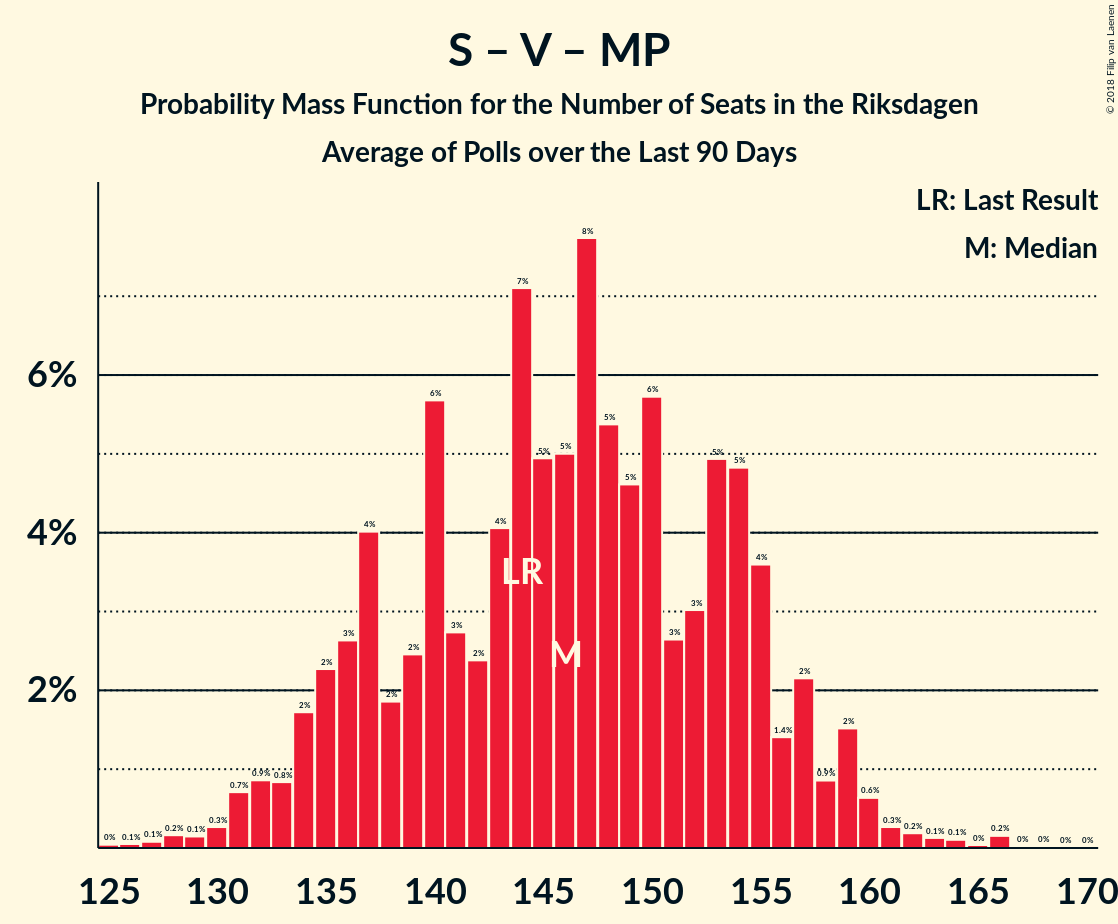 S – V – MP
Probability Mass Function for the Number of Seats in the Riksdagen
Average of Polls over the Last 90 Days
© 2018 Filip van Laenen
LR: Last Result
M: Median
6%
4%
2%
0% 0.1% 0.1% 0.2% 0.1% 0.3% 0.7% 0.9% 0.8% 2% 2% 3% 4% 2% 2% 6% 3% 2% 4% 7% 5% 5% 8% 5% 5% 6% 3% 3% 5% 5% 4% 1.4% 2% 0.9% 2% 0.6% 0.3% 0.2% 0.1% 0.1% 0% 0.2% 0% 0% 0% 0%
LR
M
125 130 135 140 145 150 155 160 165 170